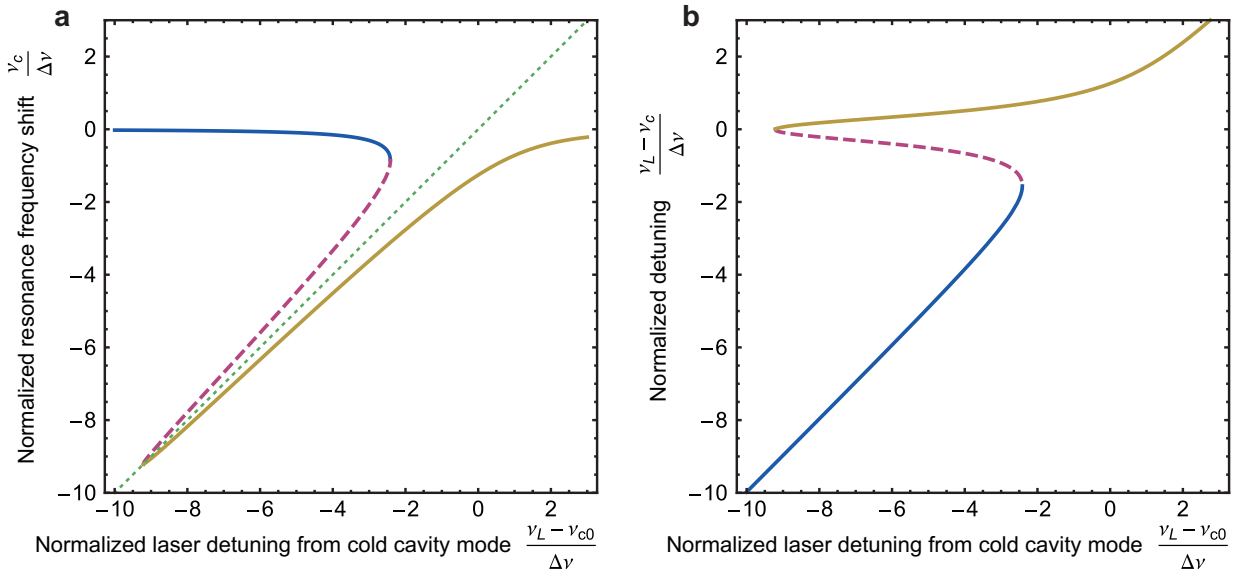 a
Normalized resonance frequency shift ν_c/Δν
2
0
−2
−4
−6
−8
−10
−10 −8 −6 −4 −2 0 2
Normalized laser detuning from cold cavity mode (ν_L − ν_c0)/Δν
b
Normalized detuning (ν_L − ν_c)/Δν
2
0
−2
−4
−6
−8
−10
−10 −8 −6 −4 −2 0 2
Normalized laser detuning from cold cavity mode (ν_L − ν_c0)/Δν